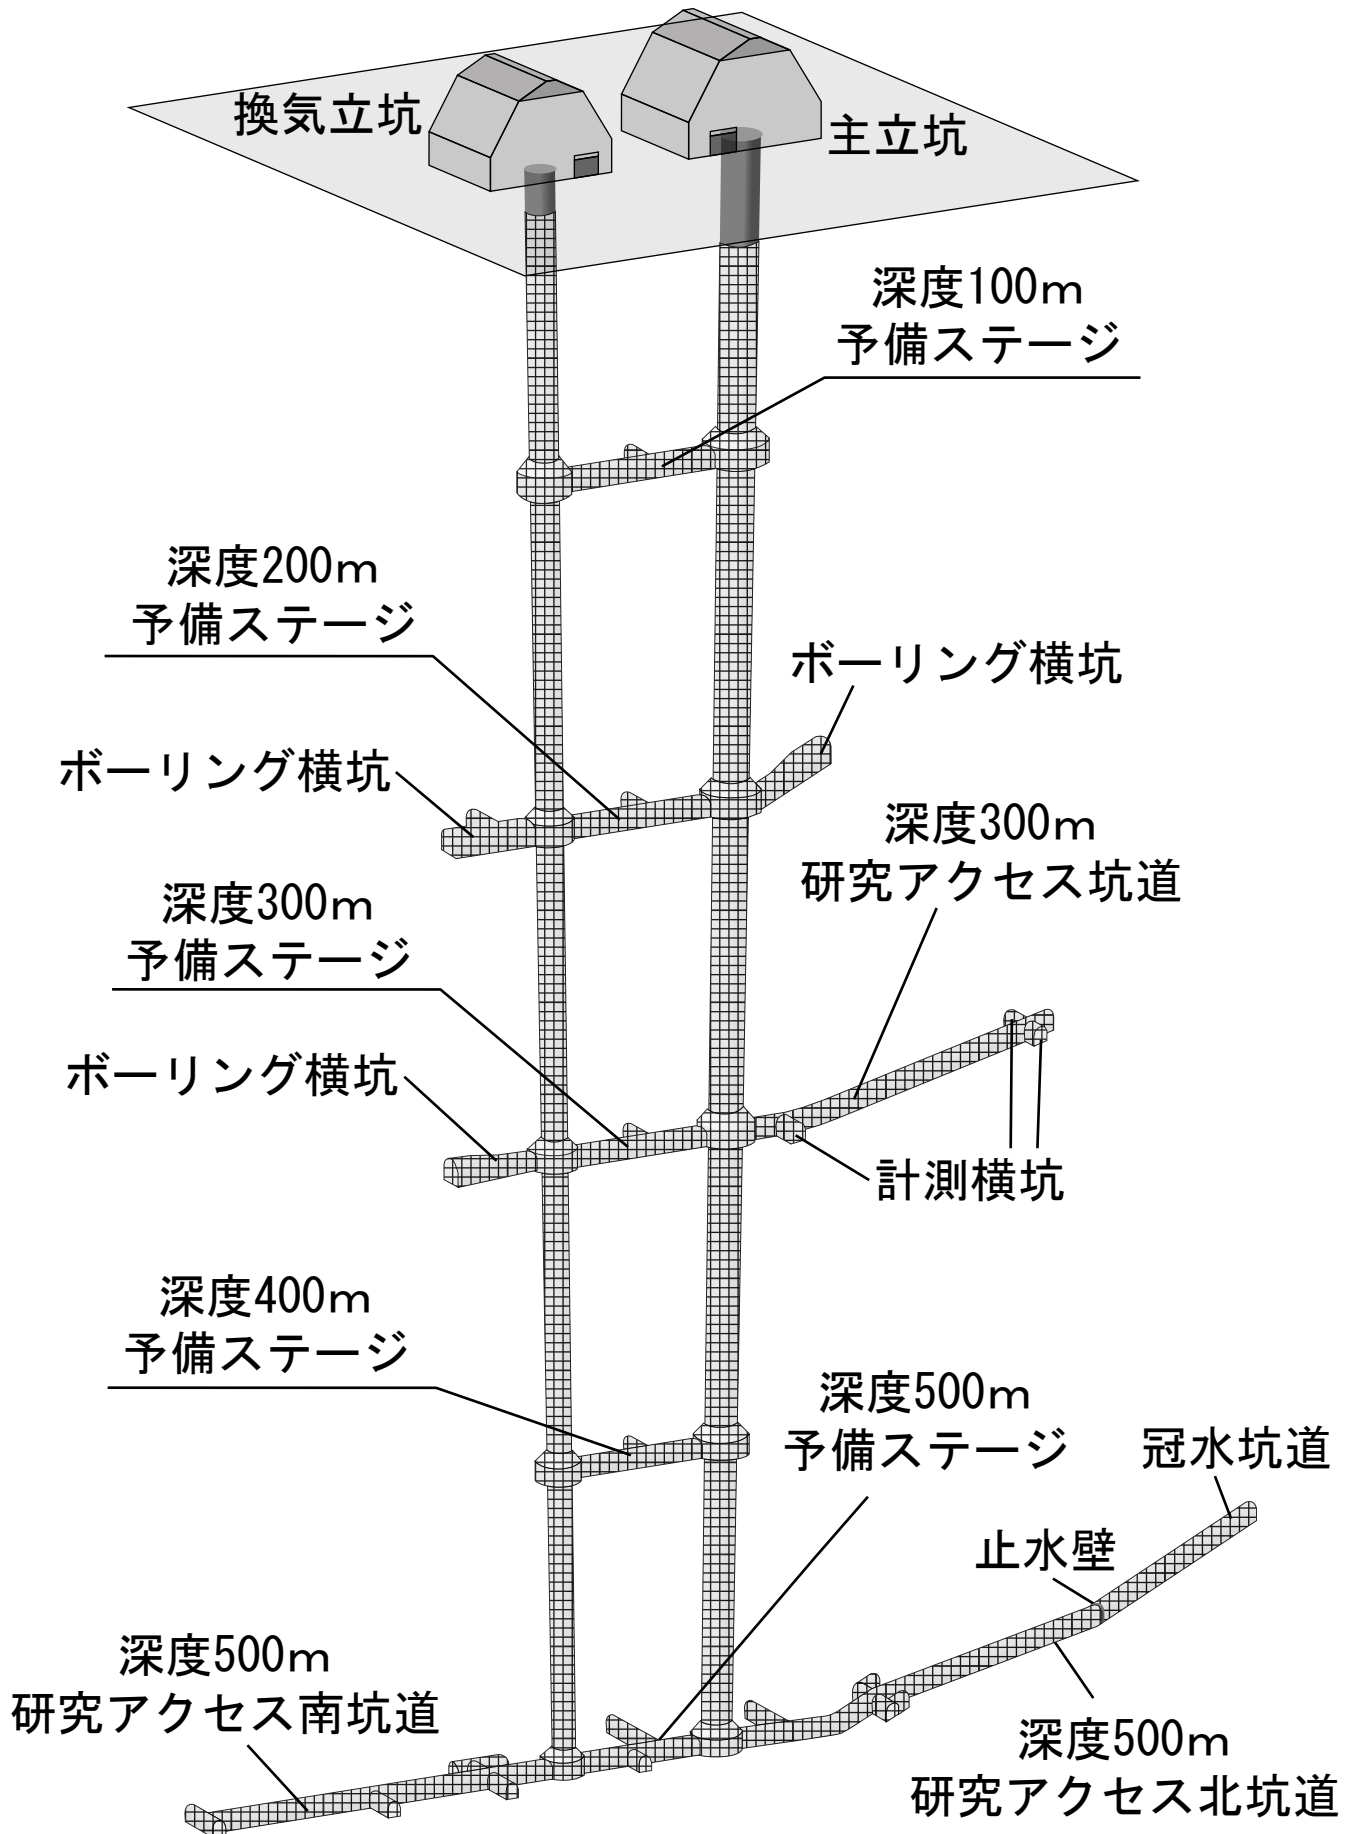 換気立坑
主立坑
深度100m
予備ステージ
深度200m
予備ステージ
ボーリング横坑
ボーリング横坑
深度300m
研究アクセス坑道
深度300m
予備ステージ
ボーリング横坑
計測横坑
深度400m
予備ステージ
深度500m
予備ステージ
冠水坑道
止水壁
深度500m
研究アクセス南坑道
深度500m
研究アクセス北坑道